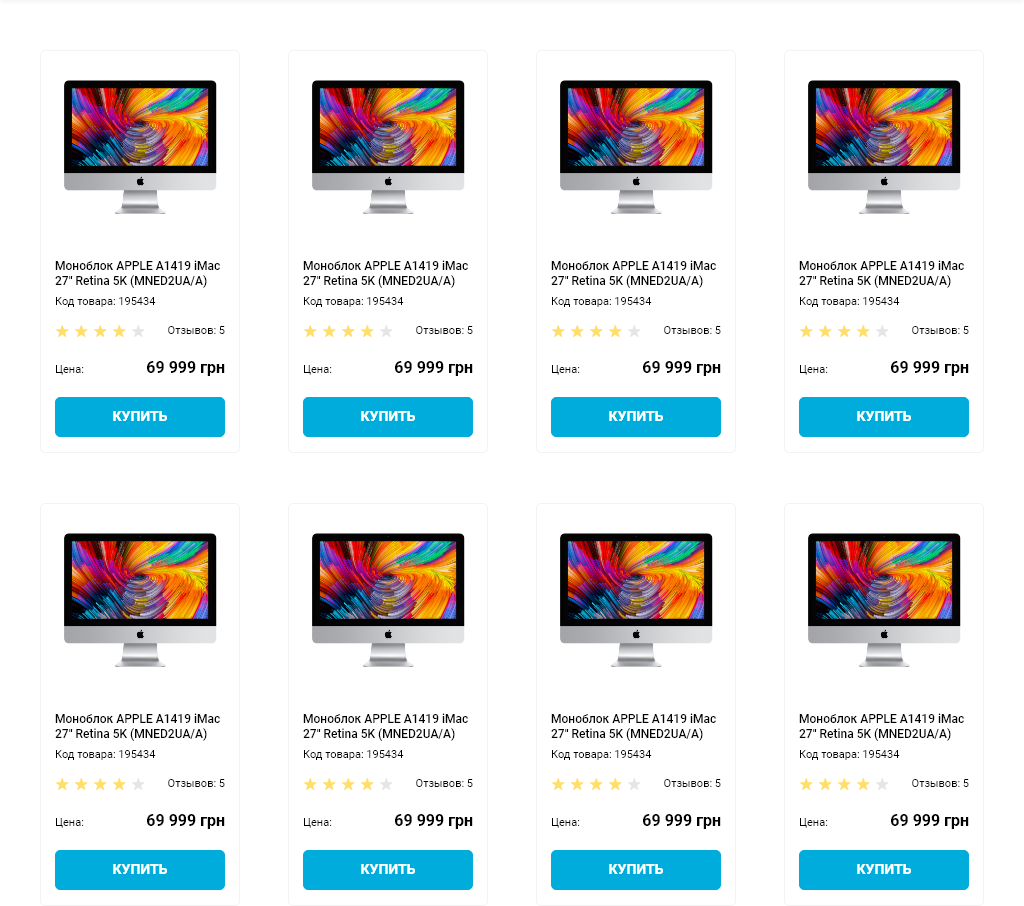 Моноблок APPLE A1419 iMac
27" Retina 5K (MNED2UA/A)
Код товара: 195434
Отзывов: 5
Цена: 69 999 грн
КУПИТЬ
Моноблок APPLE A1419 iMac
27" Retina 5K (MNED2UA/A)
Код товара: 195434
Отзывов: 5
Цена: 69 999 грн
КУПИТЬ
Моноблок APPLE A1419 iMac
27" Retina 5K (MNED2UA/A)
Код товара: 195434
Отзывов: 5
Цена: 69 999 грн
КУПИТЬ
Моноблок APPLE A1419 iMac
27" Retina 5K (MNED2UA/A)
Код товара: 195434
Отзывов: 5
Цена: 69 999 грн
КУПИТЬ
Моноблок APPLE A1419 iMac
27" Retina 5K (MNED2UA/A)
Код товара: 195434
Отзывов: 5
Цена: 69 999 грн
КУПИТЬ
Моноблок APPLE A1419 iMac
27" Retina 5K (MNED2UA/A)
Код товара: 195434
Отзывов: 5
Цена: 69 999 грн
КУПИТЬ
Моноблок APPLE A1419 iMac
27" Retina 5K (MNED2UA/A)
Код товара: 195434
Отзывов: 5
Цена: 69 999 грн
КУПИТЬ
Моноблок APPLE A1419 iMac
27" Retina 5K (MNED2UA/A)
Код товара: 195434
Отзывов: 5
Цена: 69 999 грн
КУПИТЬ